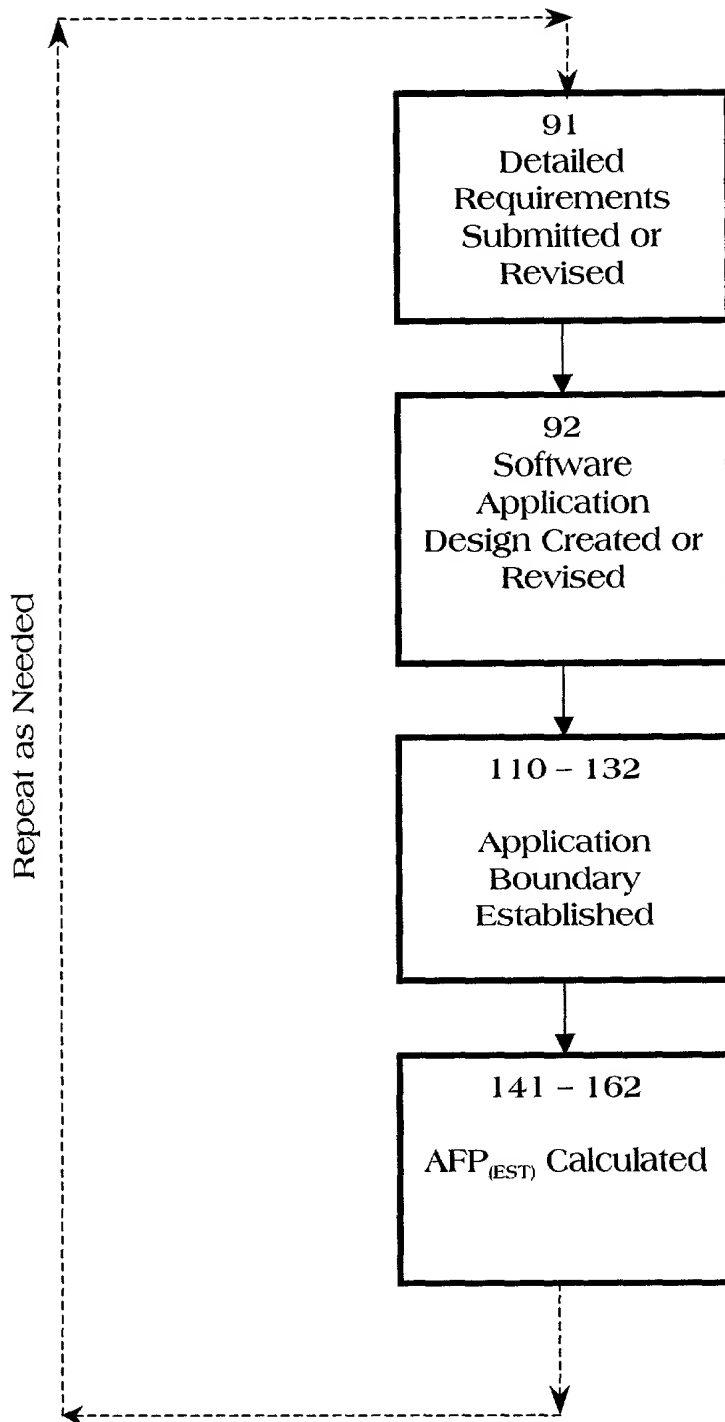 91
Detailed
Requirements
Submitted or
Revised
92
Software
Application
Design Created or
Revised
110 – 132
Application
Boundary
Established
141 – 162
AFP(EST) Calculated
Repeat as Needed